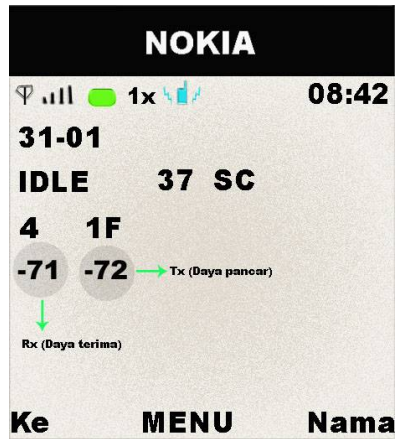 NOKIA
1x 08:42
31-01
IDLE 37 SC
4 1F
-71 -72 Tx (Daya pancar)
Rx (Daya terima)
Ke MENU Nama